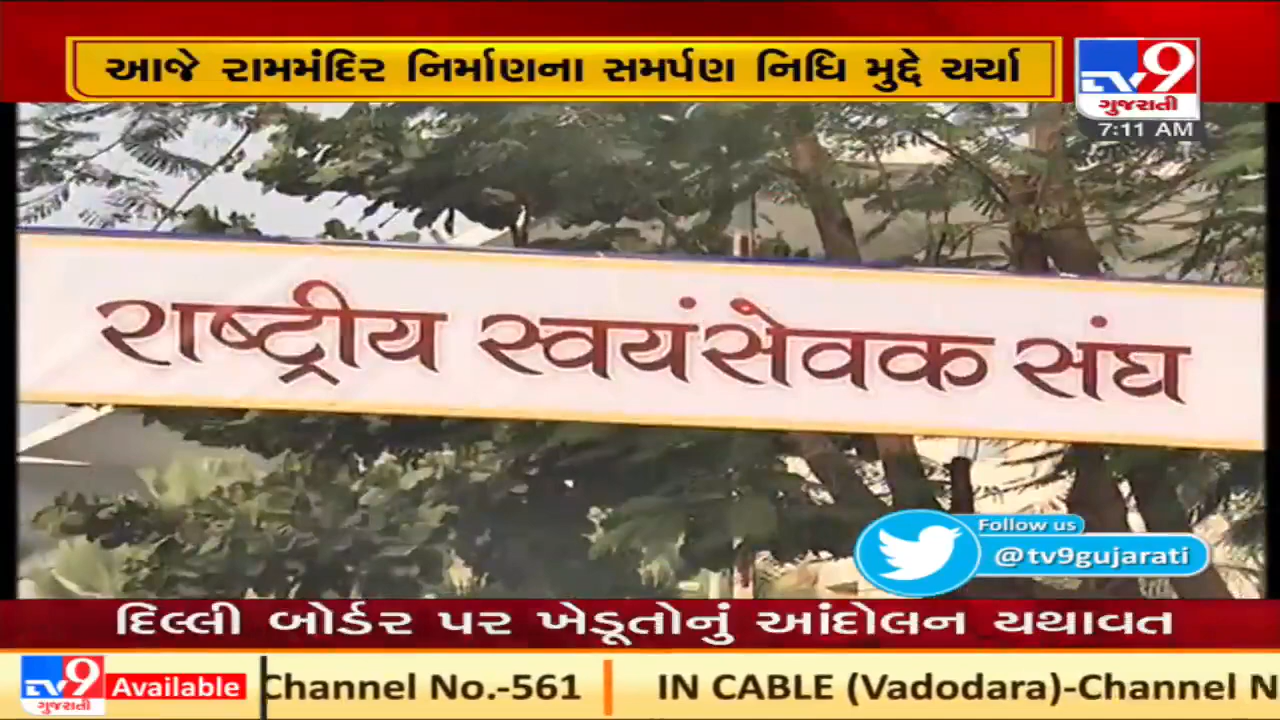 આજે રામમંદિર નિર્માણના સમર્પણ નિધિ મુદ્દે ચર્ચા
TV9
ગુજરાતી
7:11 AM
राष्ट्रीय स्वयंसेवक संघ
Follow us
@tv9gujarati
દિલ્લી બોર્ડર પર ખેડૂતોનું આંદોલન યથાવત
TV9 ગુજરાતી Available Channel No.-561 IN CABLE (Vadodara)-Channel N